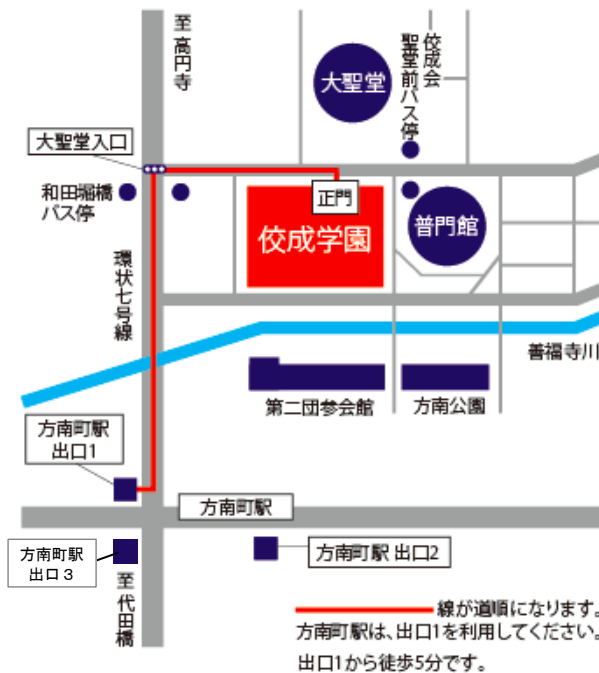 至高円寺
大聖堂
佼成会
聖堂前バス停
大聖堂入口
和田堀橋
バス停
正門
佼成学園
普門館
環状七号線
善福寺川
第二団参会館
方南公園
方南町駅
出口1
方南町駅
方南町駅
出口3
方南町駅 出口2
至代田橋
線が道順になります。
方南町駅は、出口1を利用してください。
出口1から徒歩5分です。